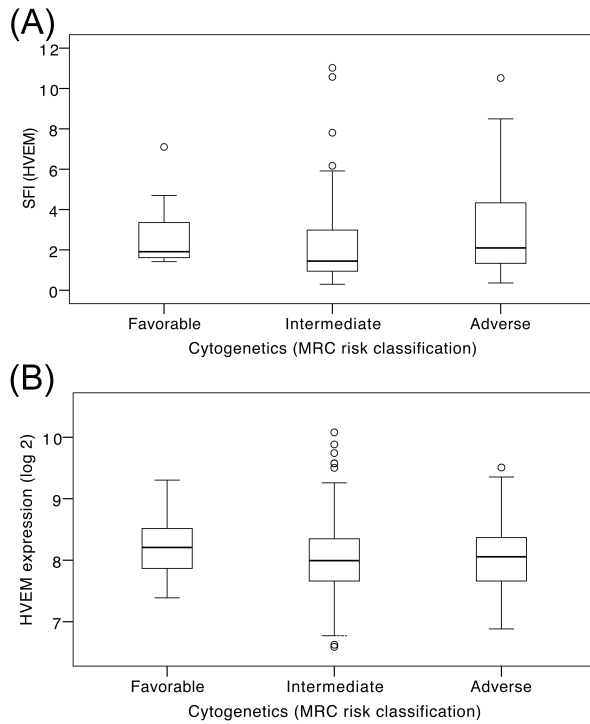 (A)
SFI (HVEM)
12
10
8
6
4
2
0
Favorable Intermediate Adverse
Cytogenetics (MRC risk classification)
(B)
HVEM expression (log 2)
10
9
8
7
Favorable Intermediate Adverse
Cytogenetics (MRC risk classification)